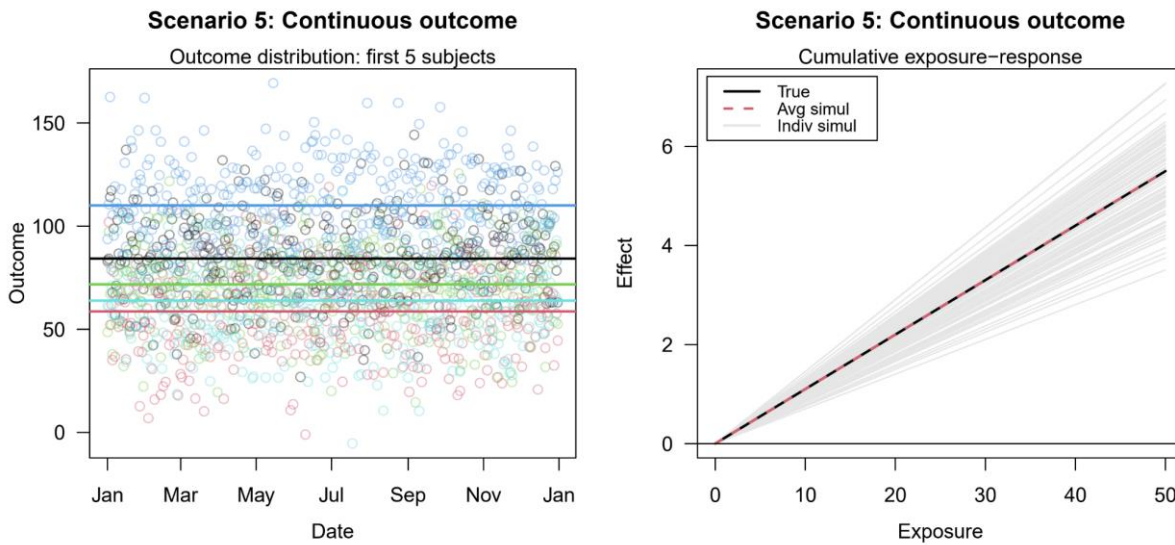 Scenario 5: Continuous outcome
Outcome distribution: first 5 subjects
Outcome
150
100
50
0
Jan Mar May Jul Sep Nov Jan
Date
Scenario 5: Continuous outcome
Cumulative exposure−response
True
Avg simul
Indiv simul
Effect
6
4
2
0
0 10 20 30 40 50
Exposure